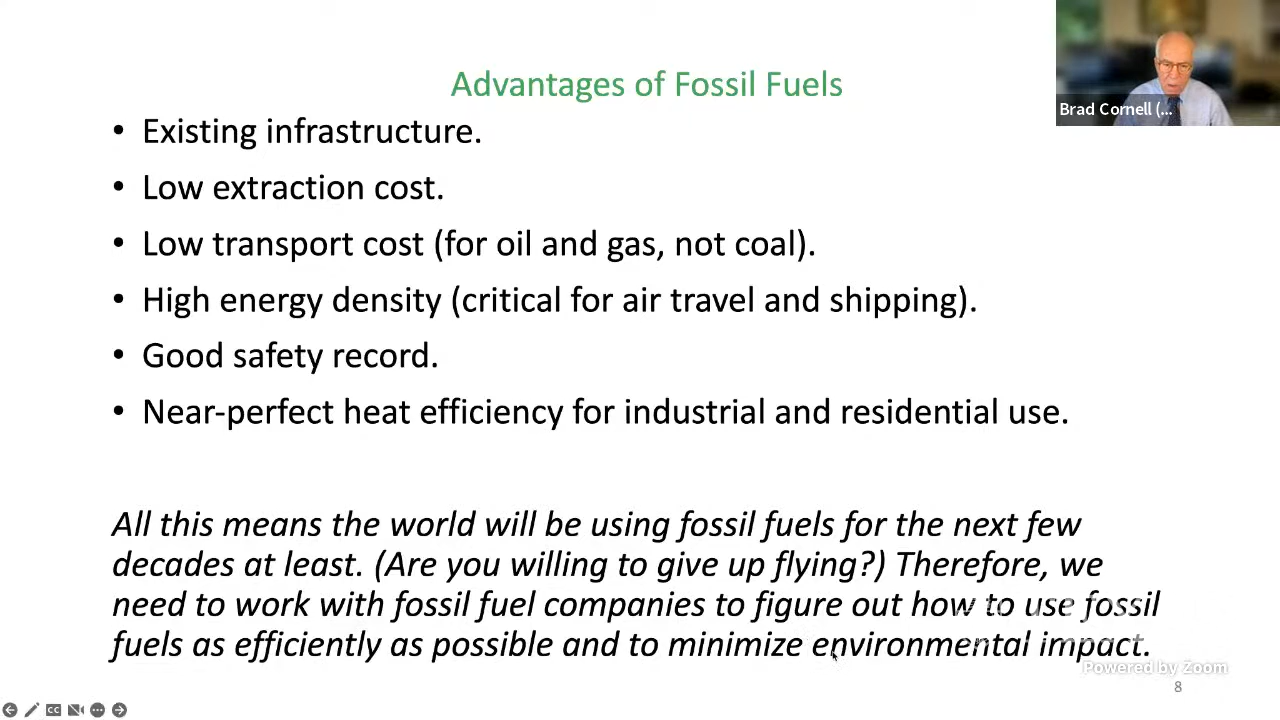 Advantages of Fossil Fuels
Brad Cornell (...
• Existing infrastructure.
• Low extraction cost.
• Low transport cost (for oil and gas, not coal).
• High energy density (critical for air travel and shipping).
• Good safety record.
• Near-perfect heat efficiency for industrial and residential use.
All this means the world will be using fossil fuels for the next few
decades at least. (Are you willing to give up flying?) Therefore, we
need to work with fossil fuel companies to figure out how to use fossil
fuels as efficiently as possible and to minimize environmental impact.
Powered by Zoom
8
CC